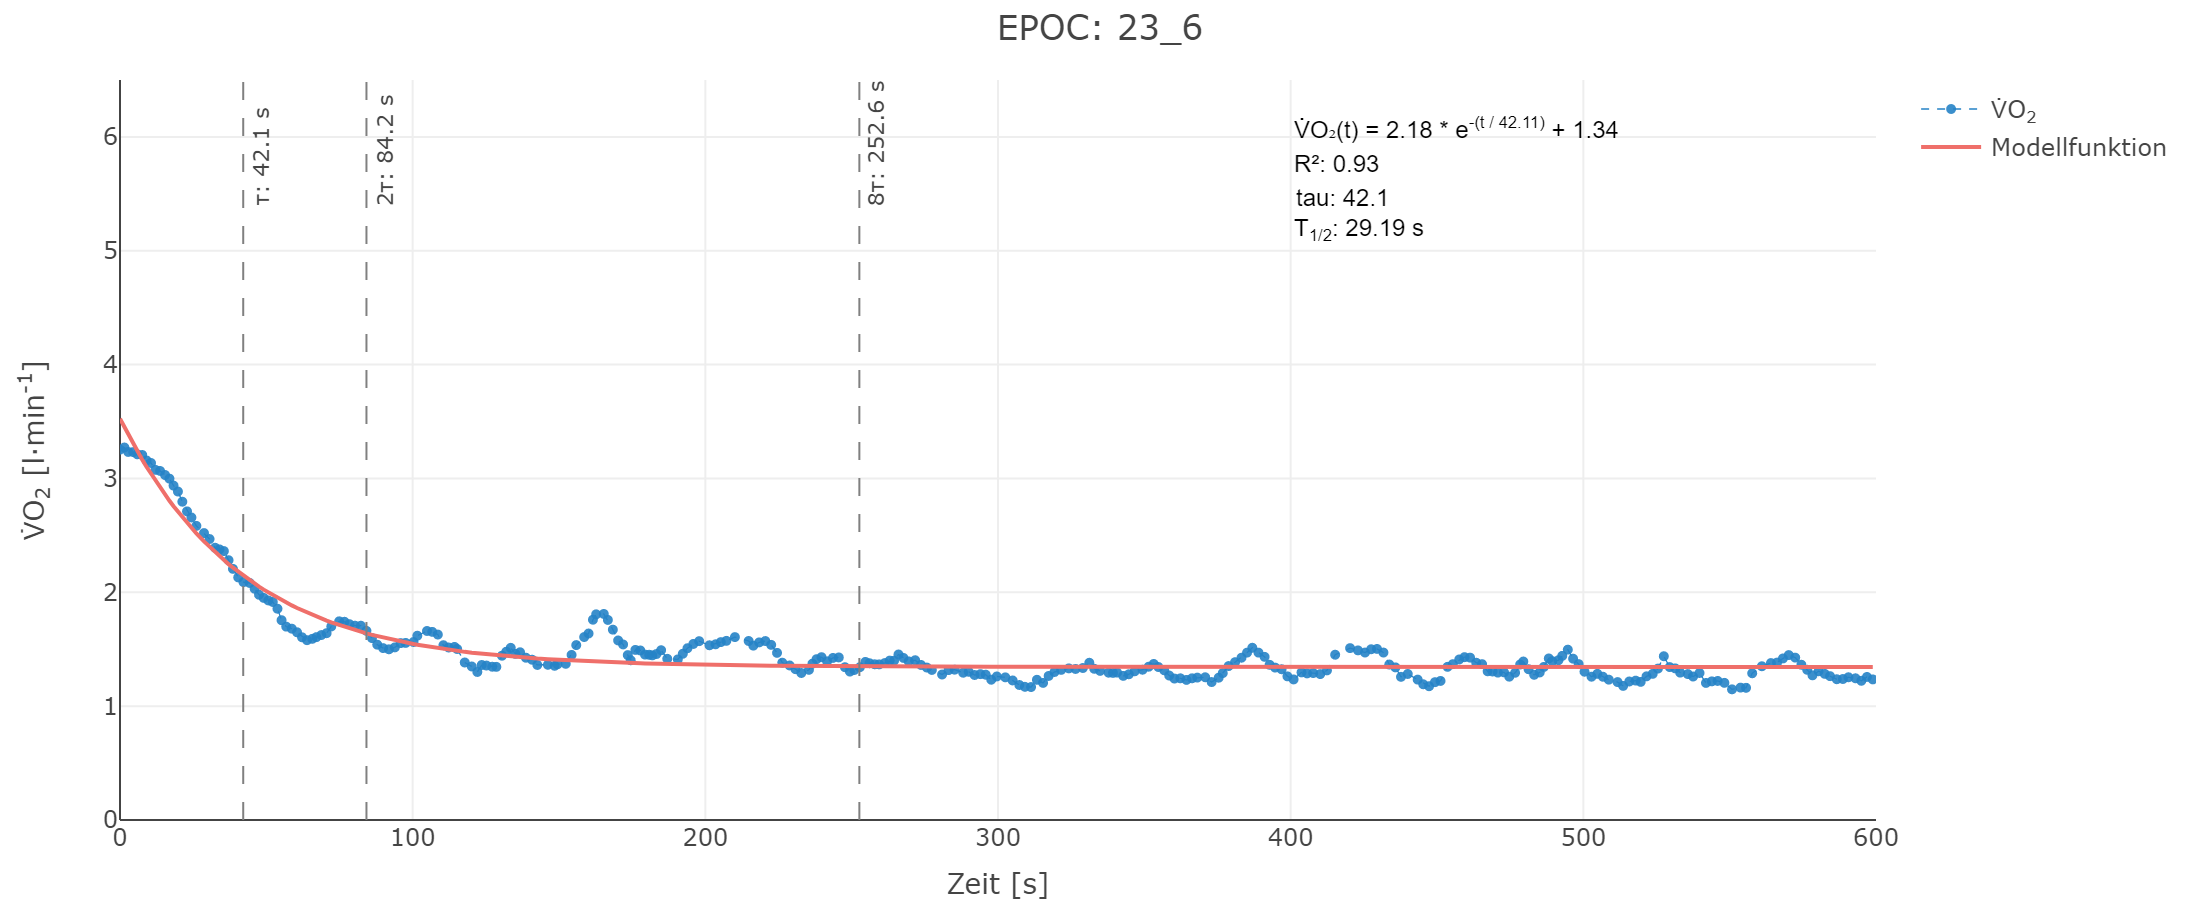 EPOC: 23_6
V̇O₂
Modellfunktion
τ: 42.1 s
2τ: 84.2 s
8τ: 252.6 s
V̇O₂(t) = 2.18 * e^-(t / 42.11) + 1.34
R²: 0.93
tau: 42.1
T1/2: 29.19 s
V̇O₂ [l·min⁻¹]
6
5
4
3
2
1
0
0 100 200 300 400 500 600
Zeit [s]